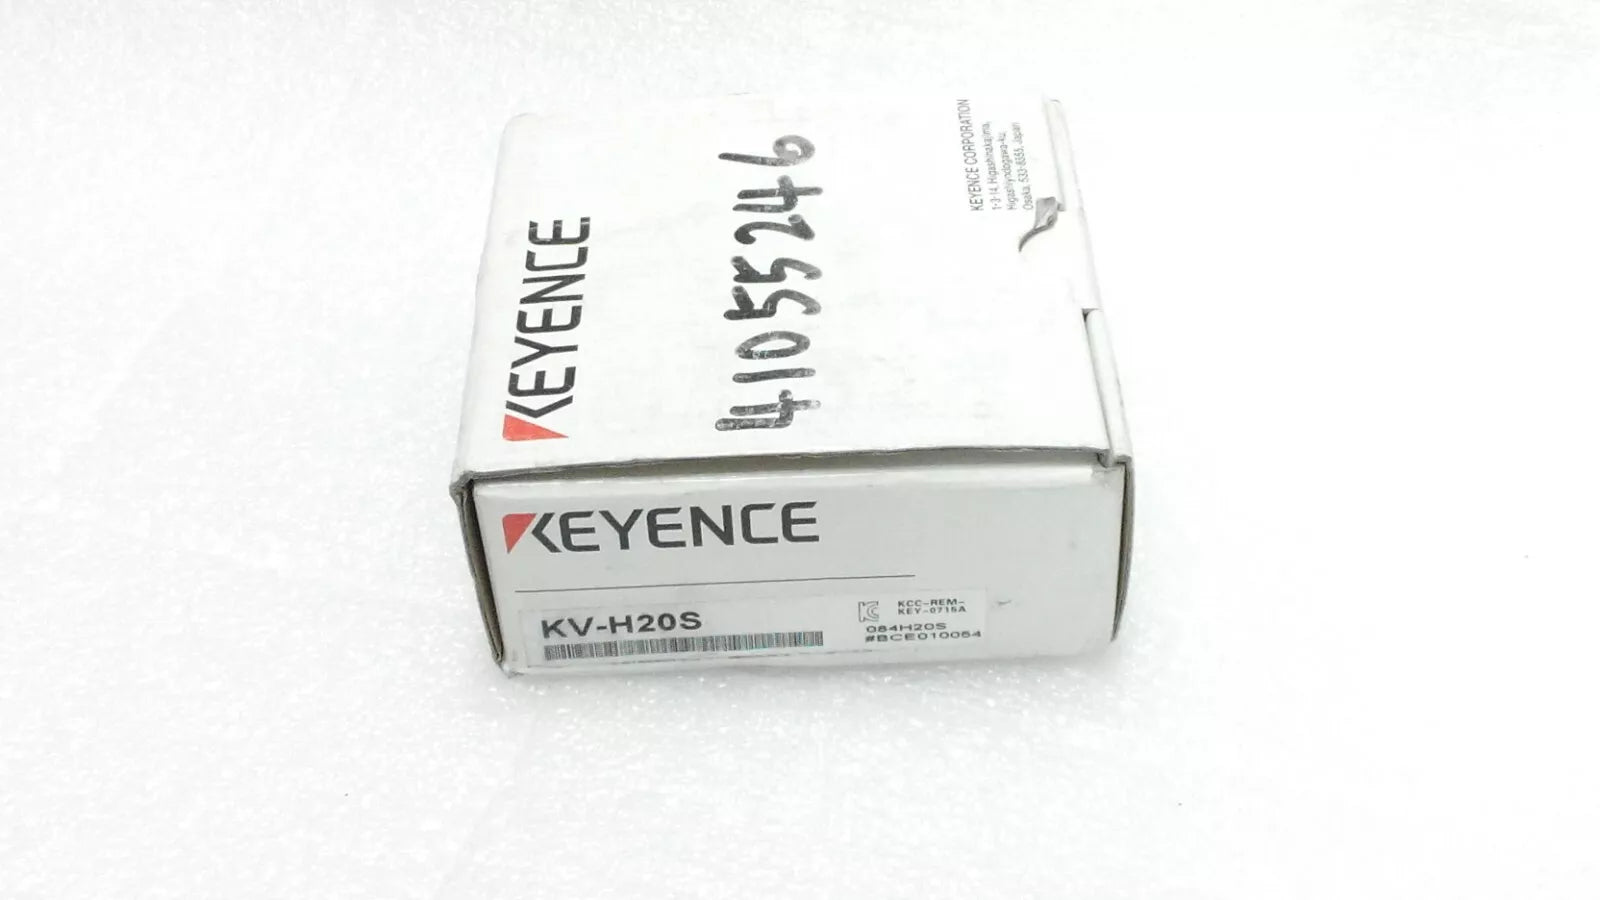 KEYENCE
41055246
KEYENCE CORPORATION
1-3-14, Higashinakajima,
Higashiyodogawa-ku,
Osaka, 533-8555, Japan
KEYENCE
KV-H20S
KCC-REM-
KEY-0715A
084H20S
#BCE010054